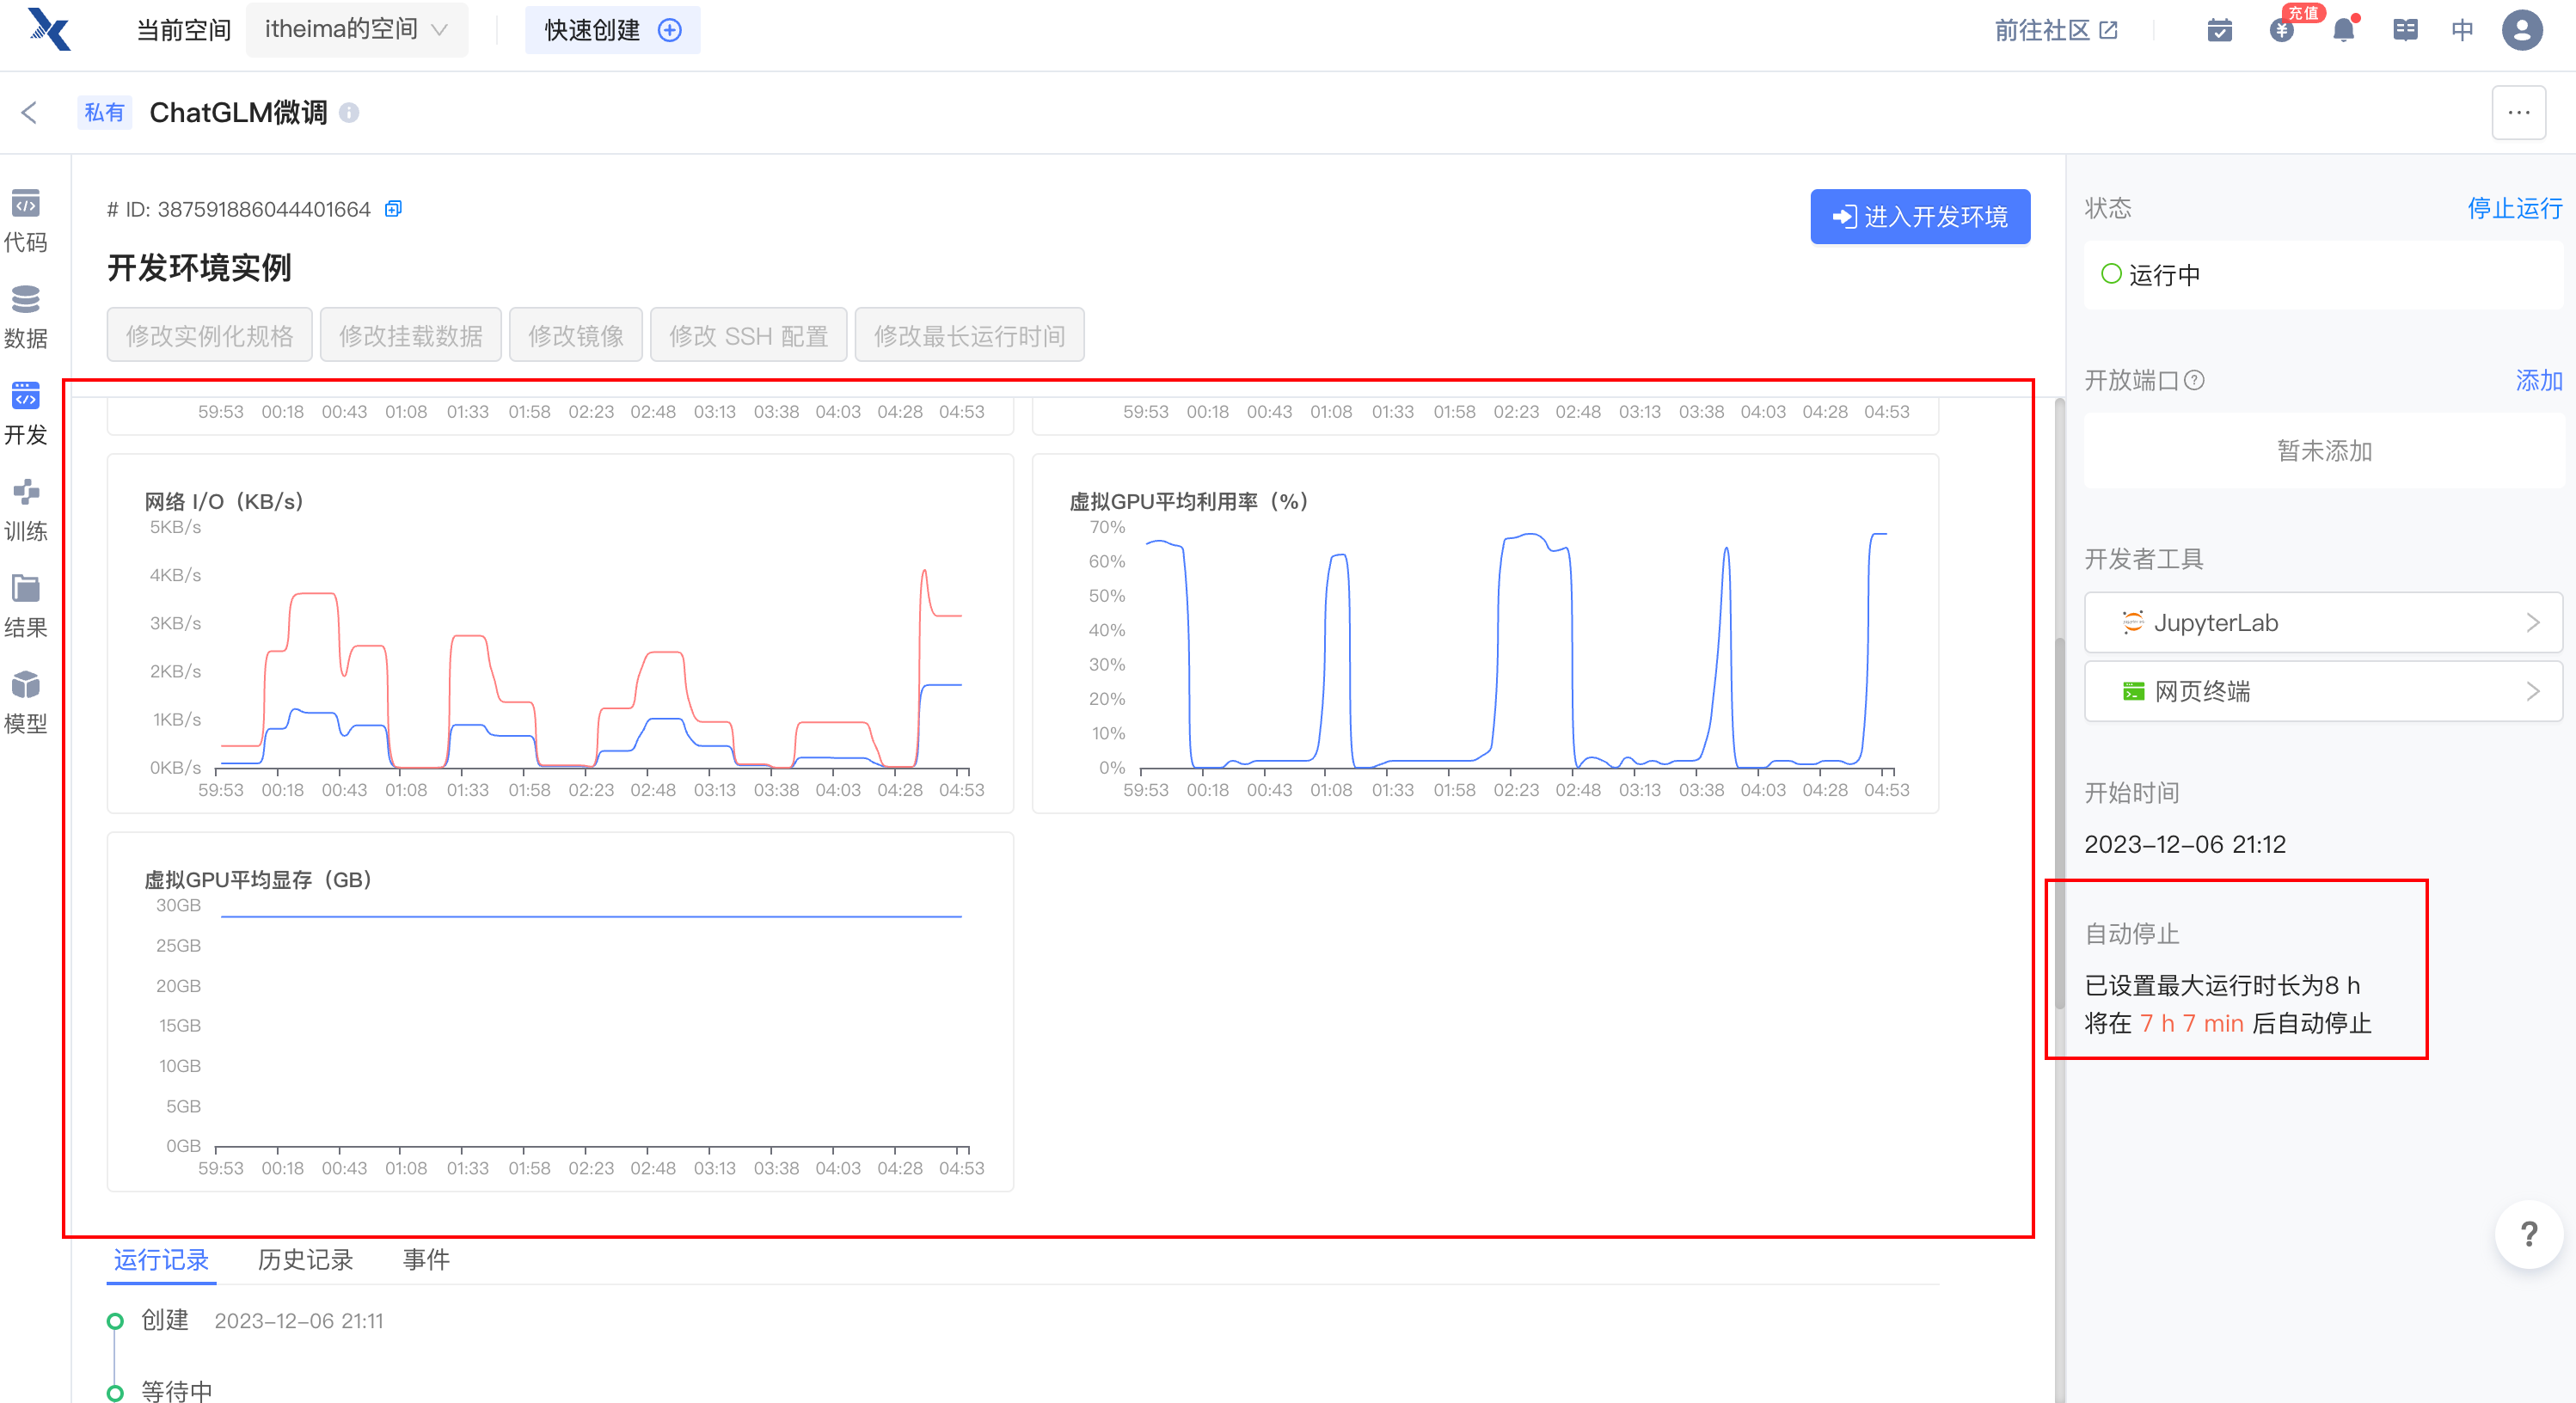 当前空间 itheima的空间 快速创建 前往社区 充值 中
私有 ChatGLM微调
代码
数据
开发
训练
结果
模型
# ID: 387591886044401664 进入开发环境
开发环境实例
修改实例化规格 修改挂载数据 修改镜像 修改 SSH 配置 修改最长运行时间
59:53 00:18 00:43 01:08 01:33 01:58 02:23 02:48 03:13 03:38 04:03 04:28 04:53
59:53 00:18 00:43 01:08 01:33 01:58 02:23 02:48 03:13 03:38 04:03 04:28 04:53
网络 I/O（KB/s）
5KB/s
4KB/s
3KB/s
2KB/s
1KB/s
0KB/s
59:53 00:18 00:43 01:08 01:33 01:58 02:23 02:48 03:13 03:38 04:03 04:28 04:53
虚拟GPU平均利用率（%）
70%
60%
50%
40%
30%
20%
10%
0%
59:53 00:18 00:43 01:08 01:33 01:58 02:23 02:48 03:13 03:38 04:03 04:28 04:53
虚拟GPU平均显存（GB）
30GB
25GB
20GB
15GB
10GB
5GB
0GB
59:53 00:18 00:43 01:08 01:33 01:58 02:23 02:48 03:13 03:38 04:03 04:28 04:53
运行记录 历史记录 事件
创建 2023-12-06 21:11
等待中
状态 停止运行
运行中
开放端口 添加
暂未添加
开发者工具
JupyterLab
网页终端
开始时间
2023-12-06 21:12
自动停止
已设置最大运行时长为8 h
将在 7 h 7 min 后自动停止
?